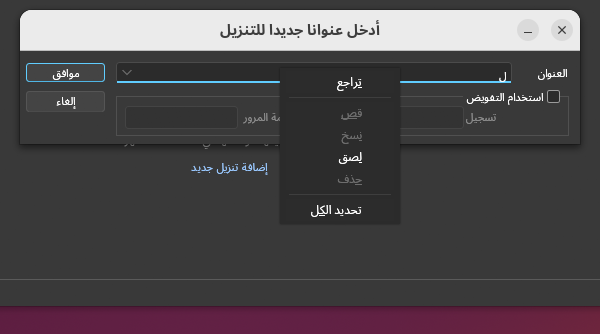 أدخل عنوانا جديدا للتنزيل
العنوان
ل
موافق
استخدام التفويض
إلغاء
تسجيل
مة المرور
تراجع
قص
نسخ
لصق
حذف
تحديد الكل
إضافة تنزيل جديد